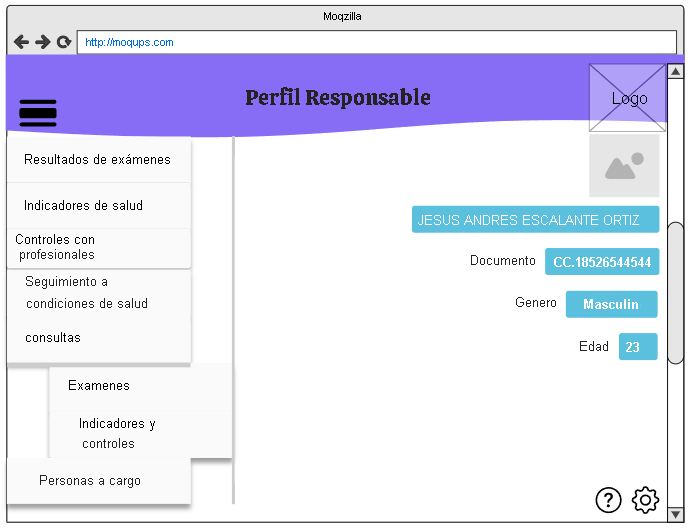 Moqzilla
http://moqups.com
Perfil Responsable
Logo
Resultados de exámenes
Indicadores de salud
Controles con
profesionales
Seguimiento a
condiciones de salud
consultas
Examenes
Indicadores y
controles
Personas a cargo
JESUS ANDRES ESCALANTE ORTIZ
Documento CC.18526544544
Genero Masculin
Edad 23
?